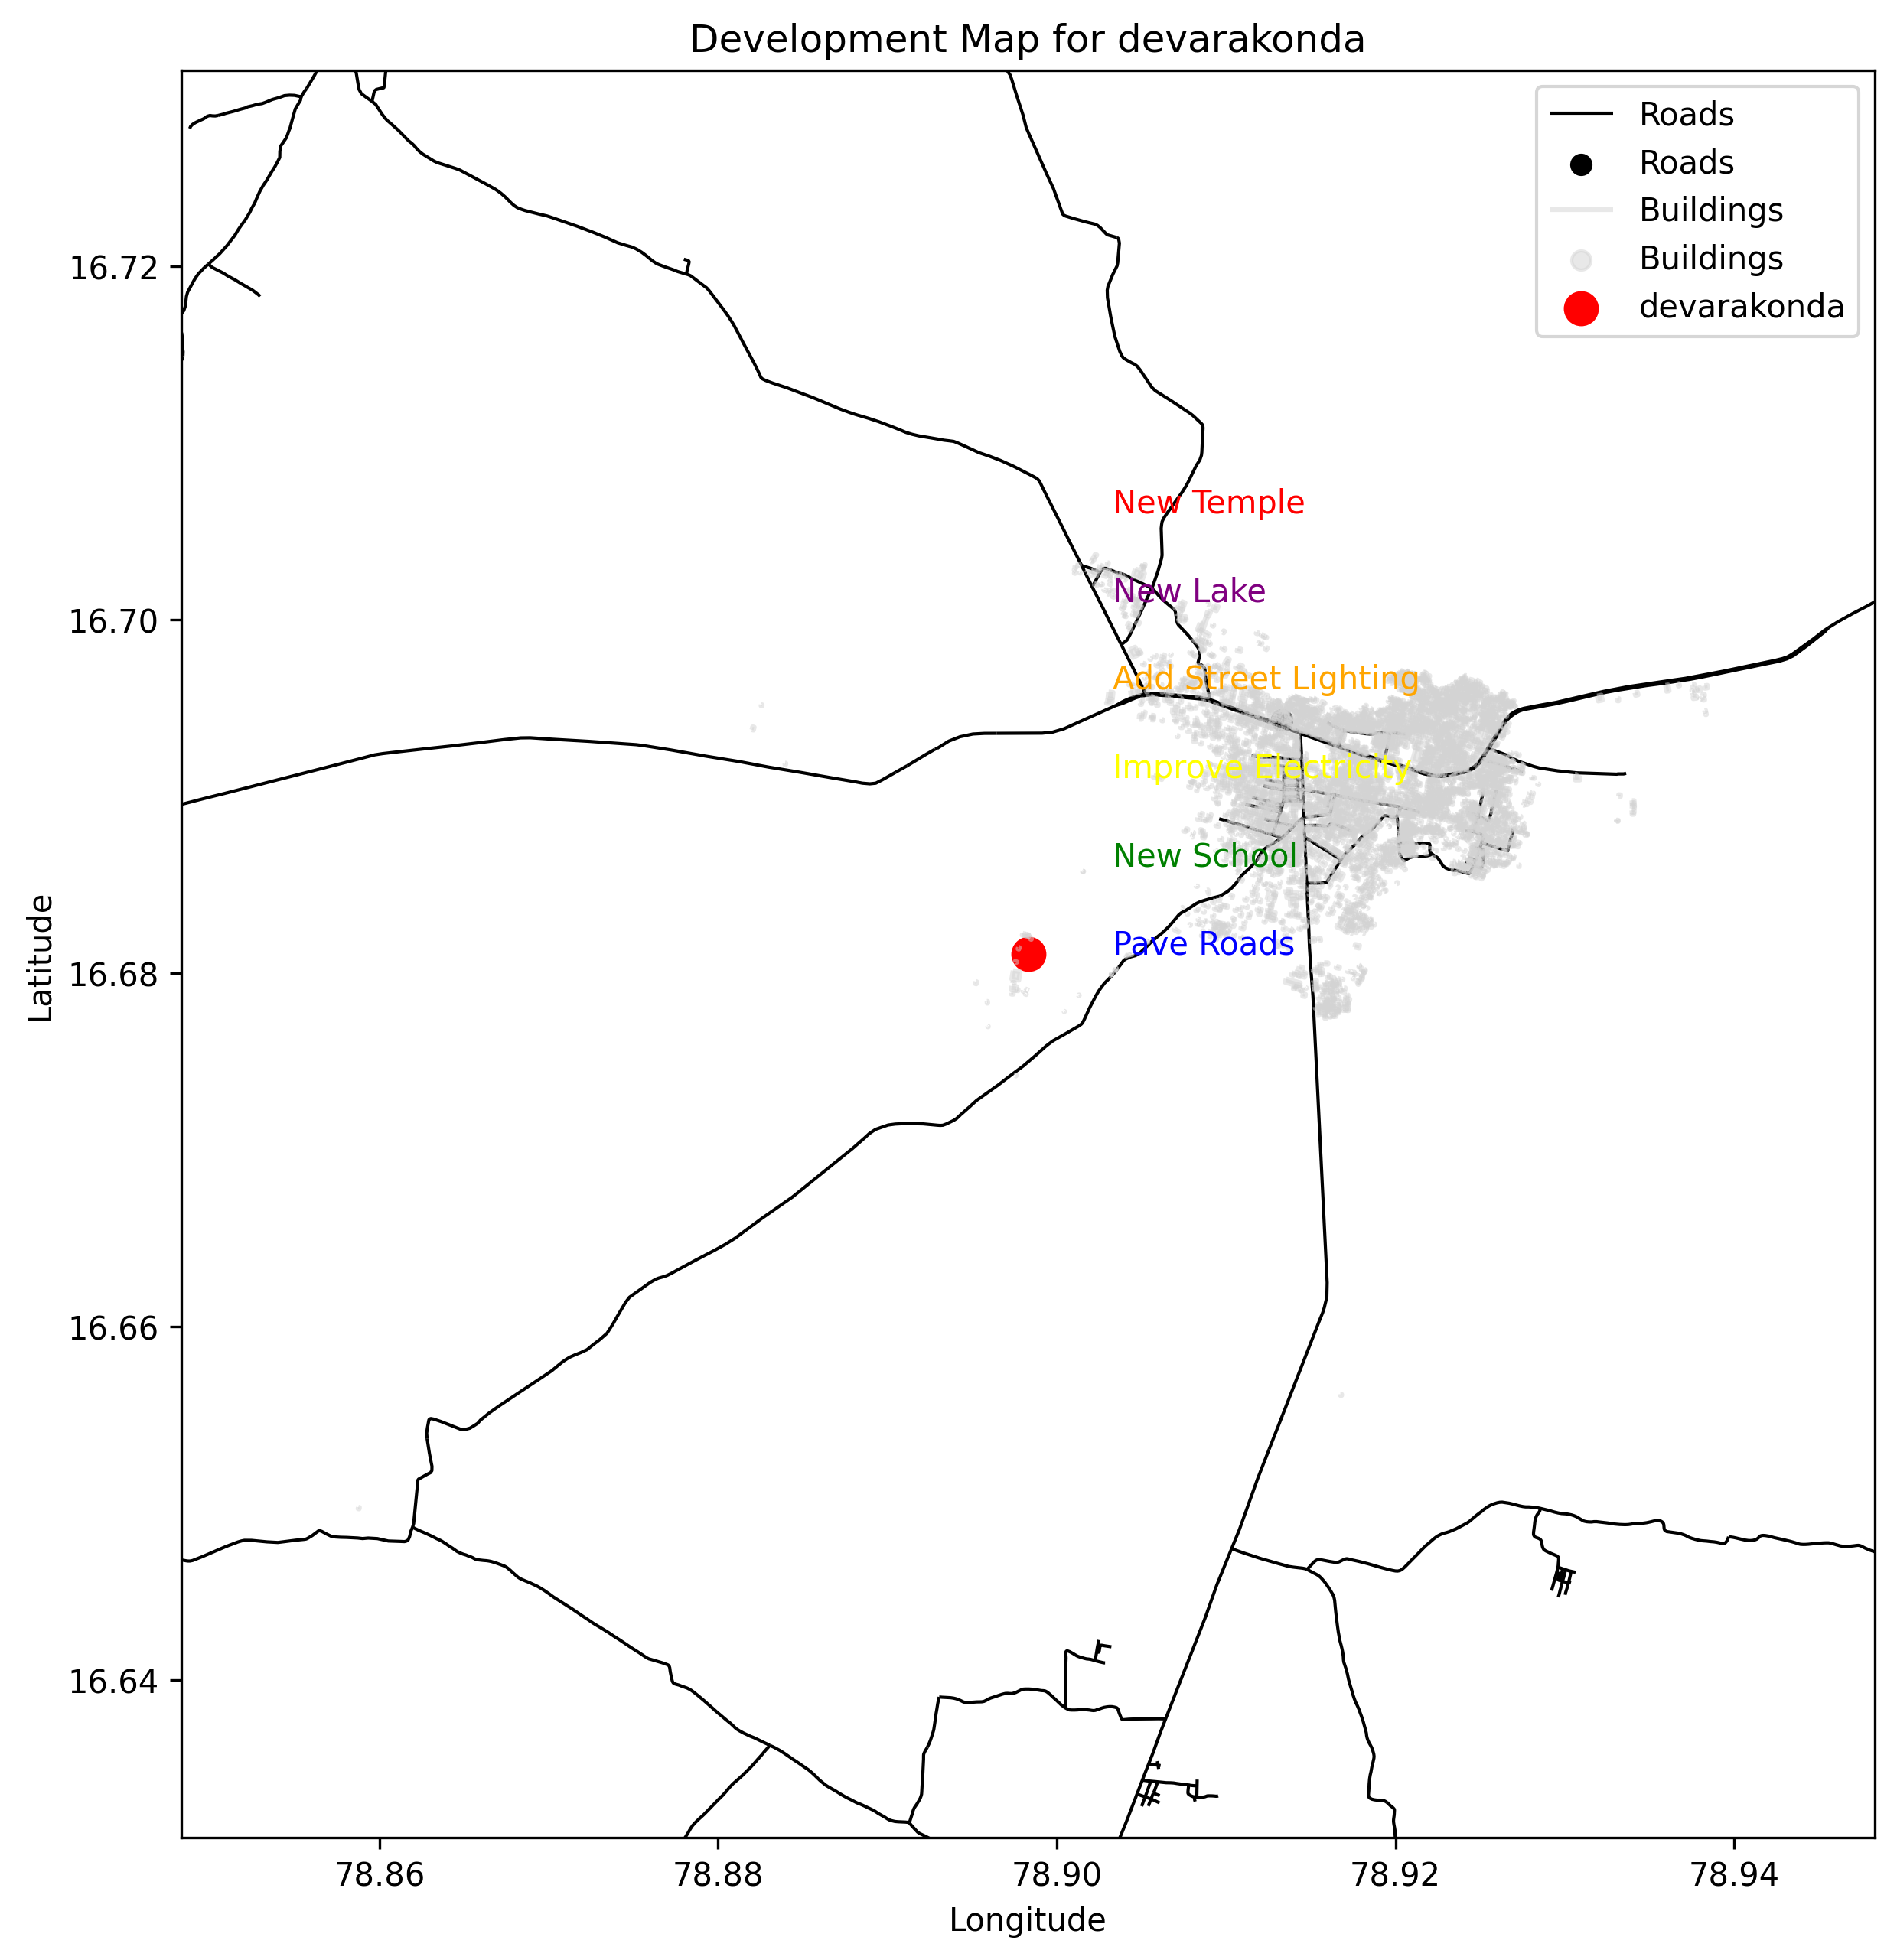 Development Map for devarakonda
Roads
Roads
Buildings
Buildings
devarakonda
New Temple
New Lake
Add Street Lighting
Improve Electricity
New School
Pave Roads
Latitude
16.72
16.70
16.68
16.66
16.64
78.86
78.88
78.90
78.92
78.94
Longitude